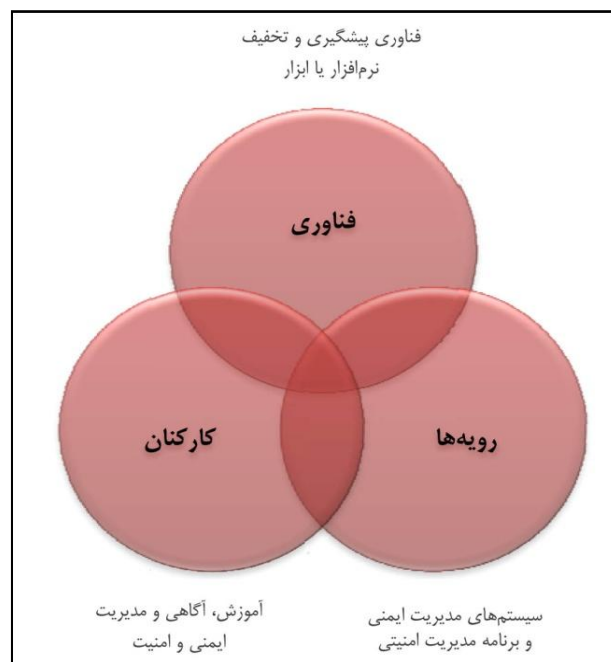 فناوری پیشگیری و تخفیف
نرم‌افزار یا ابزار
فناوری
کارکنان
رویه‌ها
آموزش، آگاهی و مدیریت
ایمنی و امنیت
سیستم‌های مدیریت ایمنی
و برنامه مدیریت امنیتی